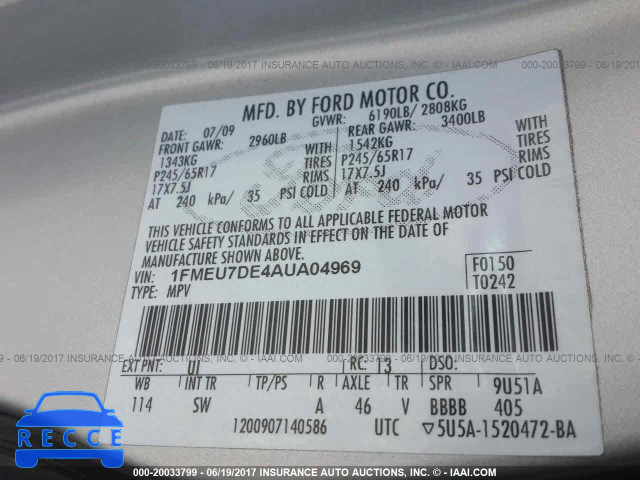 000-20033799 - 06/19/2017 INSURANCE AUTO AUCTIONS, INC. - IAAI.COM
MFD. BY FORD MOTOR CO.
DATE: 07/09 GVWR: 6190LB/ 2808KG
FRONT GAWR: 2960LB REAR GAWR: 3400LB
1343KG WITH 1542KG WITH
P245/65R17 TIRES P245/65R17 TIRES
17X7.5J RIMS 17X7.5J RIMS
AT 240 kPa/ 35 PSI COLD AT 240 kPa/ 35 PSI COLD
THIS VEHICLE CONFORMS TO ALL APPLICABLE FEDERAL MOTOR
VEHICLE SAFETY STANDARDS IN EFFECT ON THE DATE OF
MANUFACTURE SHOWN ABOVE.
VIN: 1FMEU7DE4AUA04969 F0150
TYPE: MPV T0242
EXT PNT: UI RC: 13 DSO:
WB INT TR TP/PS R AXLE TR SPR 9U51A
114 SW A 46 V BBBB 405
1200907140586 UTC ▽5U5A-1520472-BA
BIDZ.COM
000-20033799 - 06/19/2017 - INSURANCE AUTO AUCTIONS, INC. - IAAI.COM